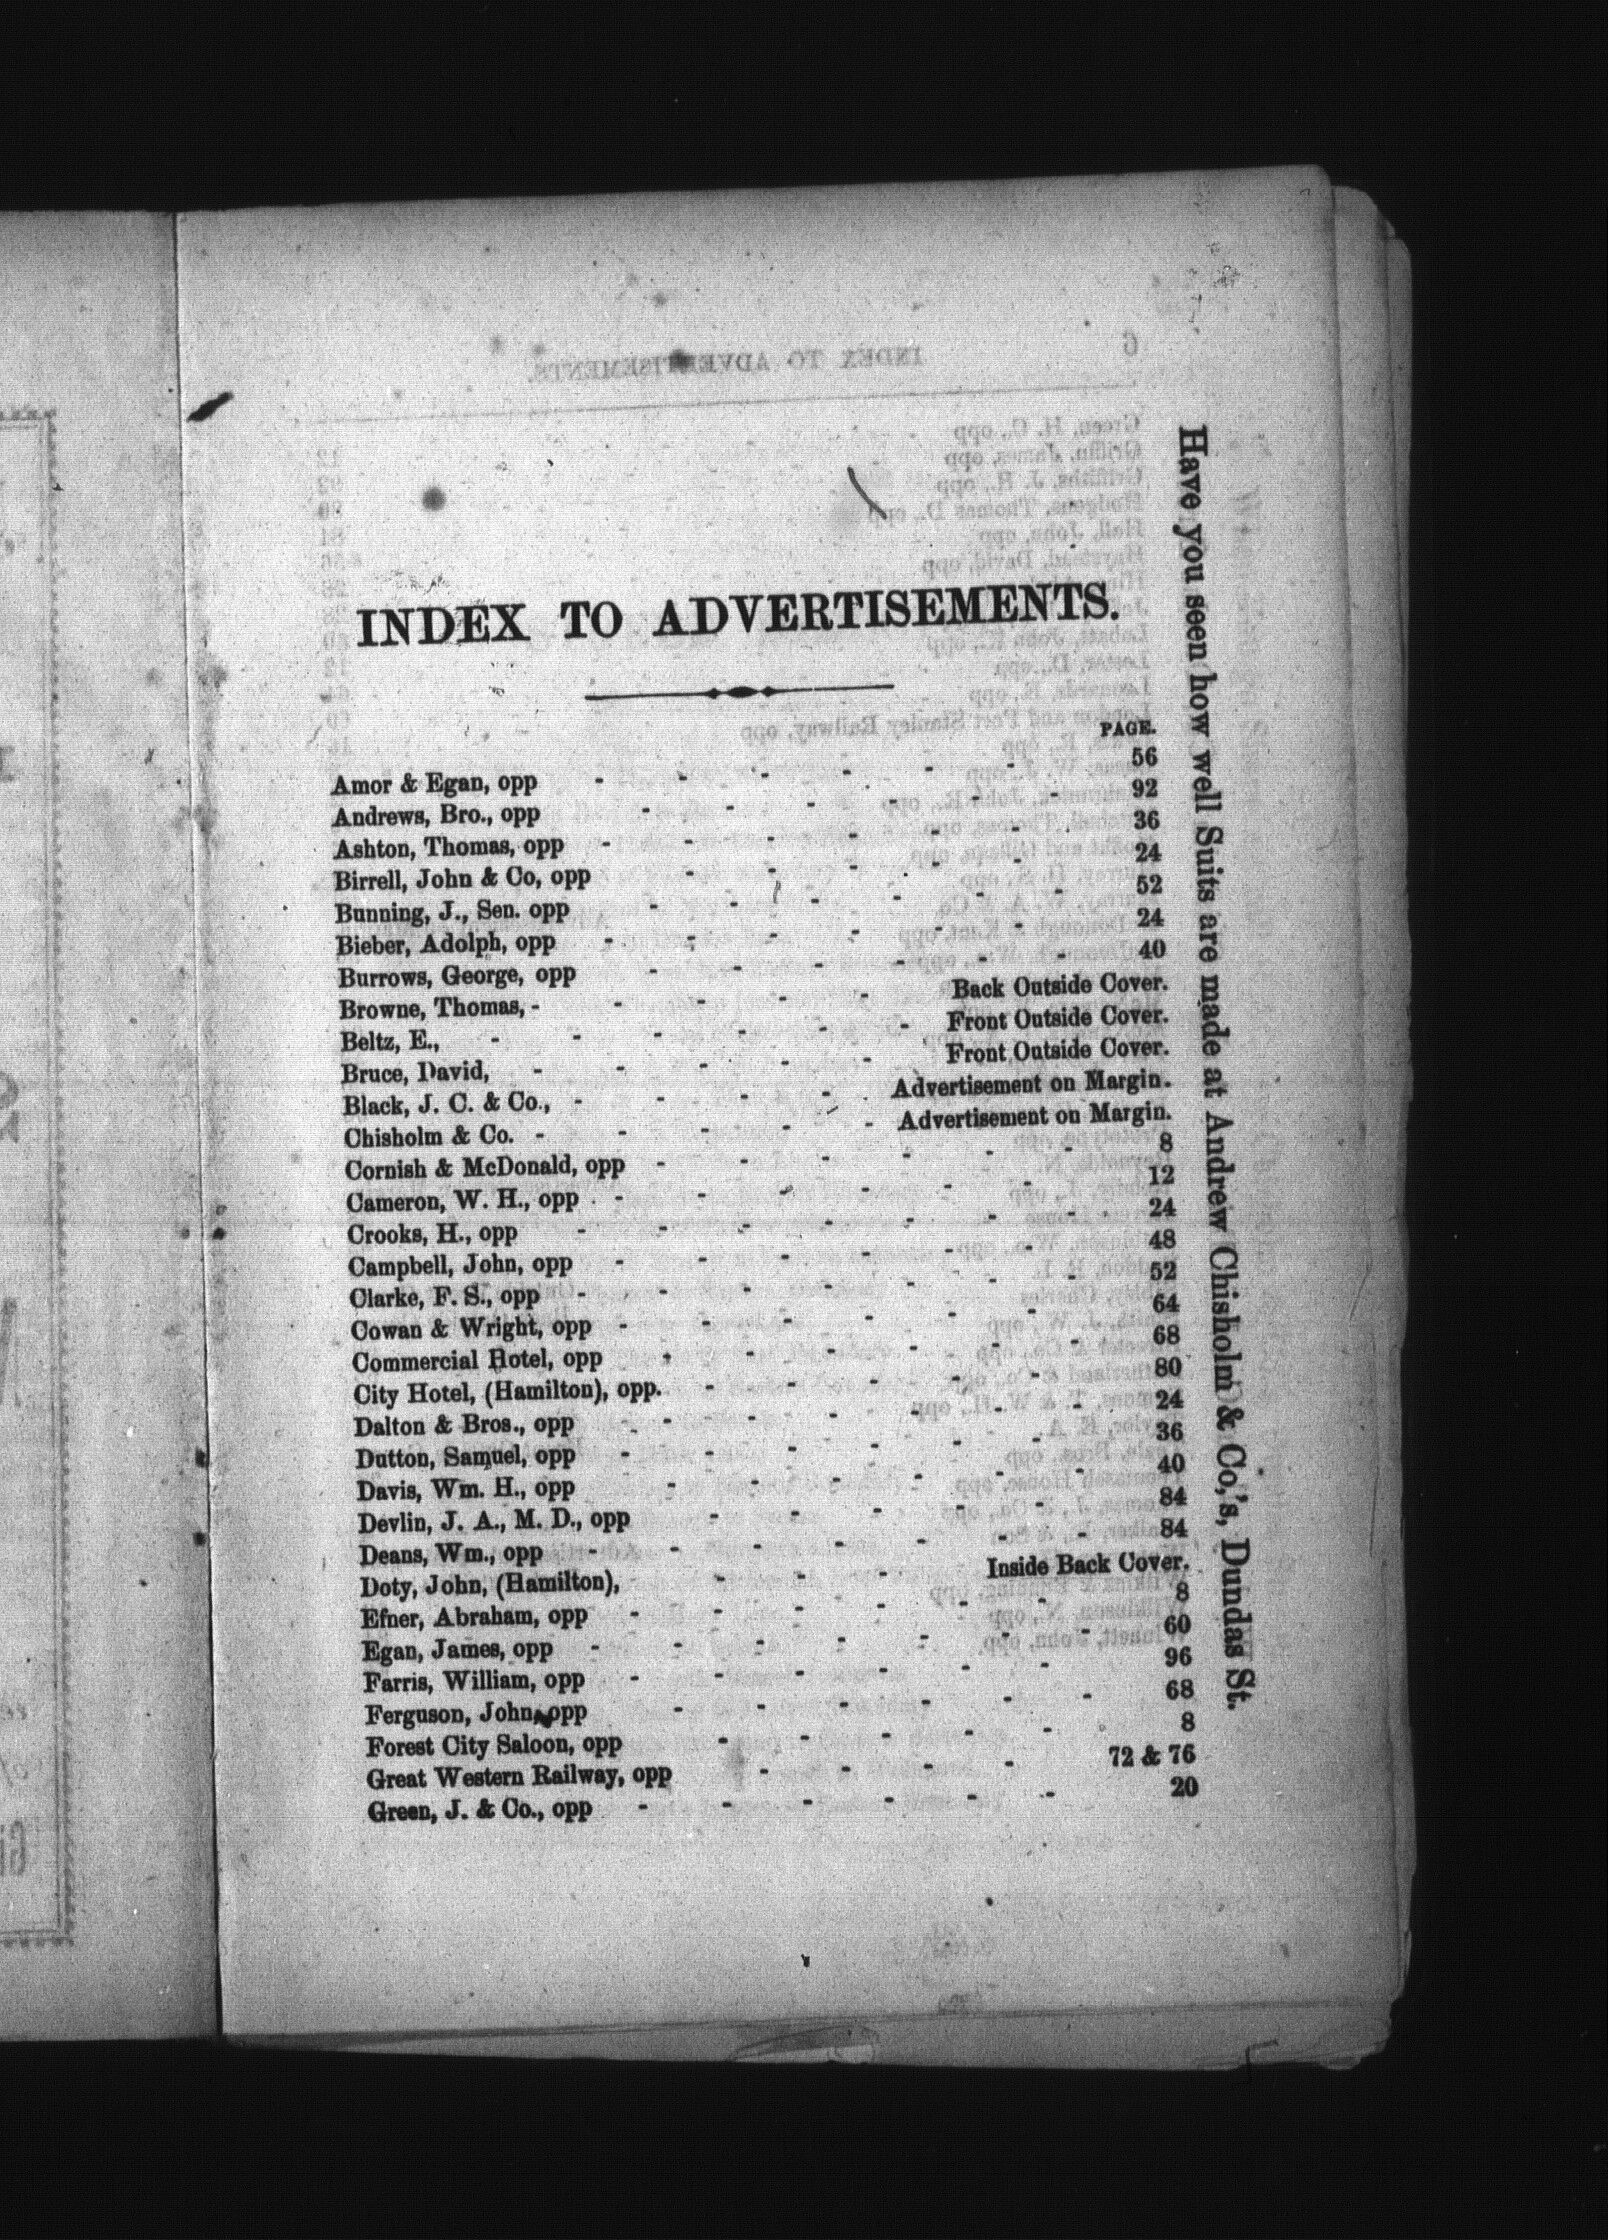 INDEX TO ADVERTISEMENTS.
PAGE.
Amor & Egan, opp - - - - - - 56
Andrews, Bro., opp - - - - - - 92
Ashton, Thomas, opp - - - - - - 36
Birrell, John & Co, opp - - - - - 24
Bunning, J., Sen. opp - - - - - - 52
Bieber, Adolph, opp - - - - - - 24
Burrows, George, opp - - - - - - 40
Browne, Thomas, - - - - - Back Outside Cover.
Beltz, E., - - - - - - Front Outside Cover.
Bruce, David, - - - - - Front Outside Cover.
Black, J. C. & Co., - - - - Advertisement on Margin.
Chisholm & Co. - - - - - Advertisement on Margin.
Cornish & McDonald, opp - - - - - - 8
Cameron, W. H., opp - - - - - - 12
Crooks, H., opp - - - - - - - 24
Campbell, John, opp - - - - - - 48
Clarke, F. S., opp - - - - - - - 52
Cowan & Wright, opp - - - - - - 64
Commercial Hotel, opp - - - - - - 68
City Hotel, (Hamilton), opp. - - - - - 80
Dalton & Bros., opp - - - - - - 24
Dutton, Samuel, opp - - - - - - 36
Davis, Wm. H., opp - - - - - - 40
Devlin, J. A., M. D., opp - - - - - 84
Deans, Wm., opp - - - - - - - 84
Doty, John, (Hamilton), - - - Inside Back Cover.
Efner, Abraham, opp - - - - - - 8
Egan, James, opp - - - - - - - 60
Farris, William, opp - - - - - - 96
Ferguson, John, opp - - - - - - 68
Forest City Saloon, opp - - - - - 8
Great Western Railway, opp - - - - 72 & 76
Green, J. & Co., opp - - - - - - 20
Have you seen how well Suits are made at Andrew Chisholm & Co,'s, Dundas St.